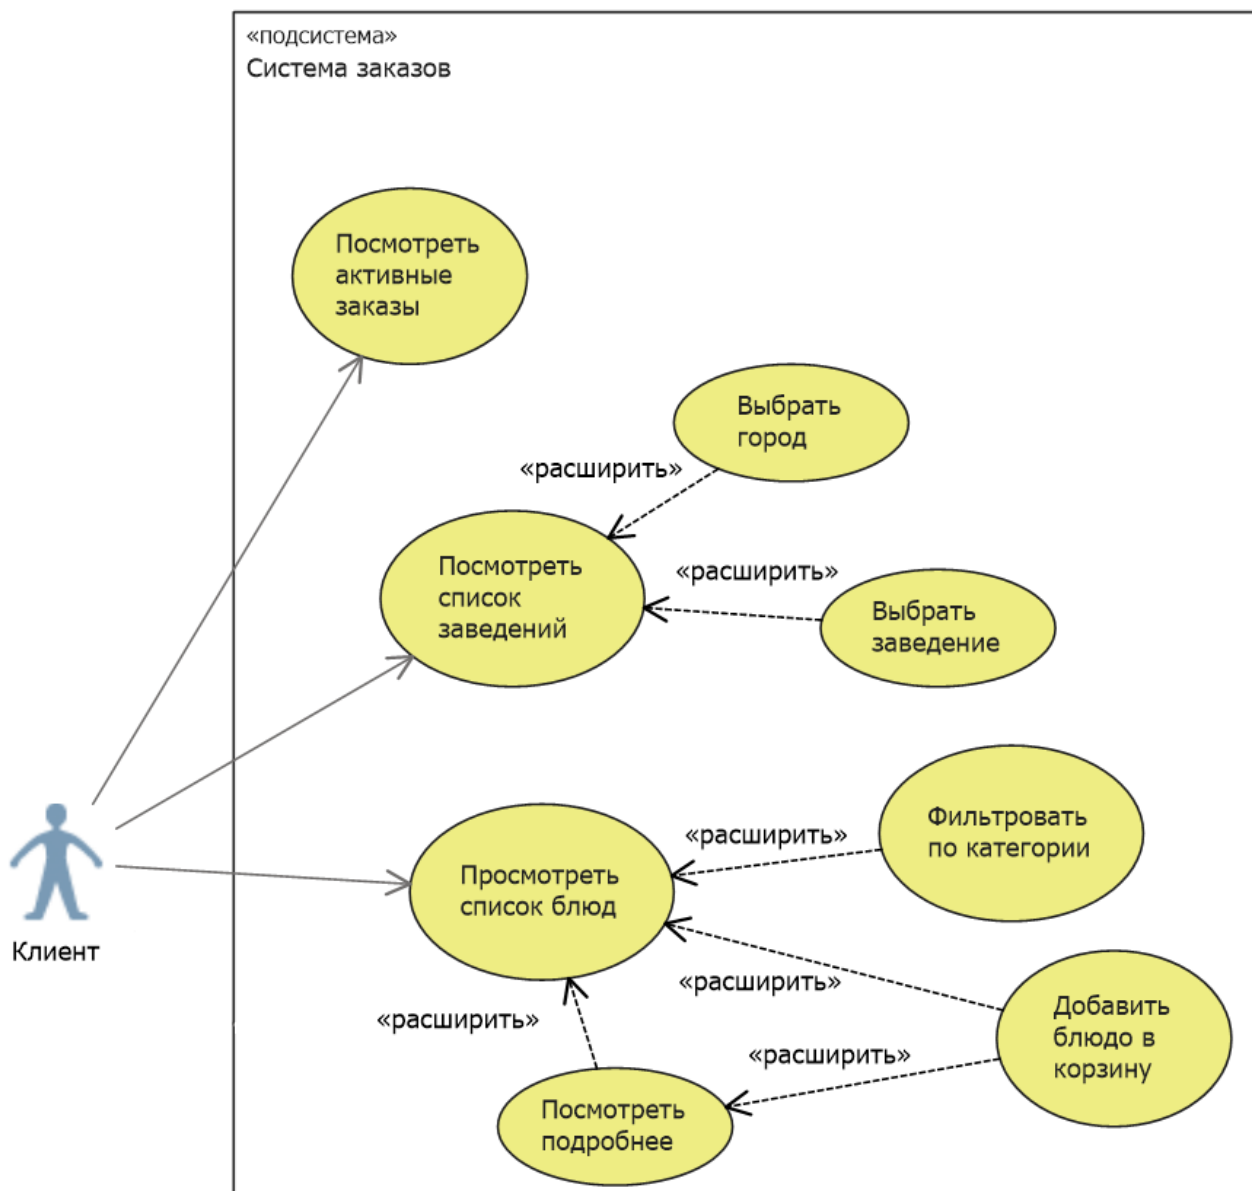 «подсистема»
Система заказов
Посмотреть
активные
заказы
Выбрать
город
«расширить»
Посмотреть
список
заведений
«расширить»
Выбрать
заведение
Фильтровать
по категории
«расширить»
Просмотреть
список блюд
Клиент
«расширить»
«расширить»
Добавить
блюдо в
корзину
«расширить»
Посмотреть
подробнее